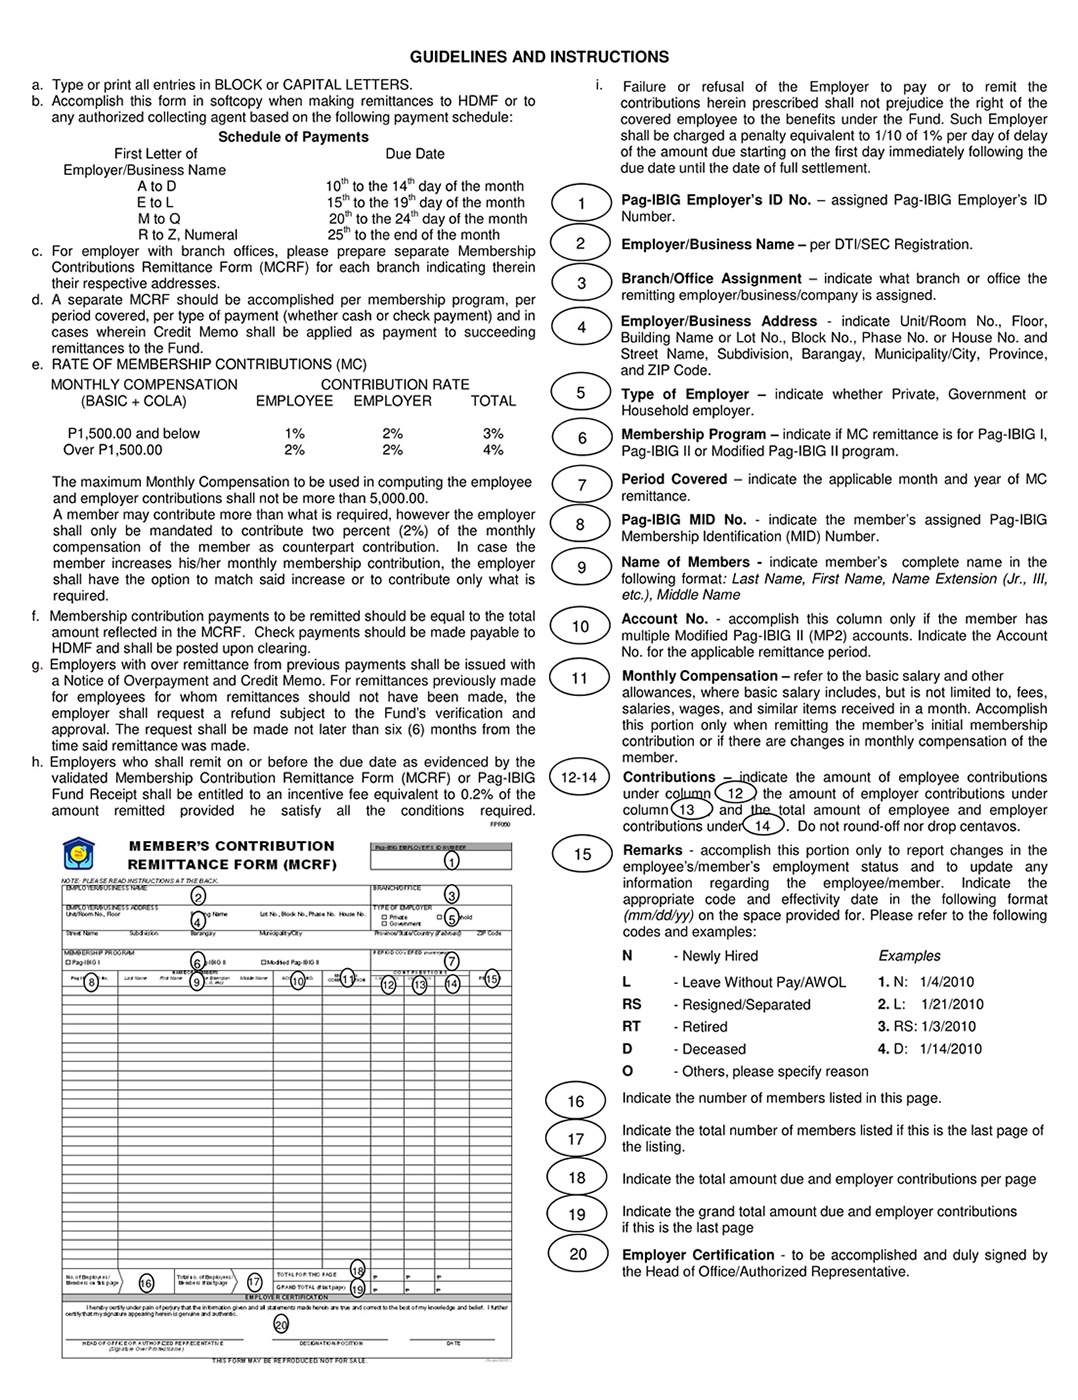 GUIDELINES AND INSTRUCTIONS
a. Type or print all entries in BLOCK or CAPITAL LETTERS.
b. Accomplish this form in softcopy when making remittances to HDMF or to
any authorized collecting agent based on the following payment schedule:
Schedule of Payments
First Letter of Due Date
Employer/Business Name
A to D 10th to the 14th day of the month
E to L 15th to the 19th day of the month
M to Q 20th to the 24th day of the month
R to Z, Numeral 25th to the end of the month
c. For employer with branch offices, please prepare separate Membership
Contributions Remittance Form (MCRF) for each branch indicating therein
their respective addresses.
d. A separate MCRF should be accomplished per membership program, per
period covered, per type of payment (whether cash or check payment) and in
cases wherein Credit Memo shall be applied as payment to succeeding
remittances to the Fund.
e. RATE OF MEMBERSHIP CONTRIBUTIONS (MC)
MONTHLY COMPENSATION CONTRIBUTION RATE
(BASIC + COLA) EMPLOYEE EMPLOYER TOTAL
P1,500.00 and below 1% 2% 3%
Over P1,500.00 2% 2% 4%
The maximum Monthly Compensation to be used in computing the employee
and employer contributions shall not be more than 5,000.00.
A member may contribute more than what is required, however the employer
shall only be mandated to contribute two percent (2%) of the monthly
compensation of the member as counterpart contribution. In case the
member increases his/her monthly membership contribution, the employer
shall have the option to match said increase or to contribute only what is
required.
f. Membership contribution payments to be remitted should be equal to the total
amount reflected in the MCRF. Check payments should be made payable to
HDMF and shall be posted upon clearing.
g. Employers with over remittance from previous payments shall be issued with
a Notice of Overpayment and Credit Memo. For remittances previously made
for employees for whom remittances should not have been made, the
employer shall request a refund subject to the Fund's verification and
approval. The request shall be made not later than six (6) months from the
time said remittance was made.
h. Employers who shall remit on or before the due date as evidenced by the
validated Membership Contribution Remittance Form (MCRF) or Pag-IBIG
Fund Receipt shall be entitled to an incentive fee equivalent to 0.2% of the
amount remitted provided he satisfy all the conditions required.
FPF060
MEMBER'S CONTRIBUTION
REMITTANCE FORM (MCRF)
Pag-IBIG EMPLOYER'S ID NUMBER
1
NOTE: PLEASE READ INSTRUCTIONS AT THE BACK.
EMPLOYER/BUSINESS NAME 2 BRANCH/OFFICE 3
EMPLOYER/BUSINESS ADDRESS TYPE OF EMPLOYER
Unit/Room No., Floor 4 Name Lot No., Block No., Phase No. House No. Private 5
Government
Street Name Subdivision Barangay Municipality/City Province/State/Country (if abroad) ZIP Code
MEMBERSHIP PROGRAM PERIOD COVERED
Pag-IBIG I 6 Modified Pag-IBIG II 7
CONTRIBUTIONS
8 Last Name First Name 9 Middle Name 10 11 12 13 14 15
No. of Employees/ Total no. of Employees/ TOTAL FOR THIS PAGE 18 P P P
Members on this page 16 Members if last page 17 GRAND TOTAL (if last page) 19 P P P
EMPLOYER CERTIFICATION
I hereby certify under pain of perjury that the information given and all statements made herein are true and correct to the best of my knowledge and belief. I further
certify that my signature appearing herein is genuine and authentic.
20
HEAD OF OFFICE OR AUTHORIZED REPRESENTATIVE DESIGNATION/POSITION DATE
(Signature Over Printed Name)
THIS FORM MAY BE REPRODUCED. NOT FOR SALE.
i. Failure or refusal of the Employer to pay or to remit the
contributions herein prescribed shall not prejudice the right of the
covered employee to the benefits under the Fund. Such Employer
shall be charged a penalty equivalent to 1/10 of 1% per day of delay
of the amount due starting on the first day immediately following the
due date until the date of full settlement.
1 Pag-IBIG Employer's ID No. – assigned Pag-IBIG Employer's ID
Number.
2 Employer/Business Name – per DTI/SEC Registration.
3 Branch/Office Assignment – indicate what branch or office the
remitting employer/business/company is assigned.
4 Employer/Business Address - indicate Unit/Room No., Floor,
Building Name or Lot No., Block No., Phase No. or House No. and
Street Name, Subdivision, Barangay, Municipality/City, Province,
and ZIP Code.
5 Type of Employer – indicate whether Private, Government or
Household employer.
6 Membership Program – indicate if MC remittance is for Pag-IBIG I,
Pag-IBIG II or Modified Pag-IBIG II program.
7 Period Covered – indicate the applicable month and year of MC
remittance.
8 Pag-IBIG MID No. - indicate the member's assigned Pag-IBIG
Membership Identification (MID) Number.
9 Name of Members - indicate member's complete name in the
following format: Last Name, First Name, Name Extension (Jr., III,
etc.), Middle Name
10 Account No. - accomplish this column only if the member has
multiple Modified Pag-IBIG II (MP2) accounts. Indicate the Account
No. for the applicable remittance period.
11 Monthly Compensation – refer to the basic salary and other
allowances, where basic salary includes, but is not limited to, fees,
salaries, wages, and similar items received in a month. Accomplish
this portion only when remitting the member's initial membership
contribution or if there are changes in monthly compensation of the
member.
12-14 Contributions – indicate the amount of employee contributions
under column 12, the amount of employer contributions under
column 13 and the total amount of employee and employer
contributions under 14. Do not round-off nor drop centavos.
15 Remarks - accomplish this portion only to report changes in the
employee's/member's employment status and to update any
information regarding the employee/member. Indicate the
appropriate code and effectivity date in the following format
(mm/dd/yy) on the space provided for. Please refer to the following
codes and examples:
N - Newly Hired Examples
L - Leave Without Pay/AWOL 1. N: 1/4/2010
RS - Resigned/Separated 2. L: 1/21/2010
RT - Retired 3. RS: 1/3/2010
D - Deceased 4. D: 1/14/2010
O - Others, please specify reason
16 Indicate the number of members listed in this page.
17 Indicate the total number of members listed if this is the last page of
the listing.
18 Indicate the total amount due and employer contributions per page
19 Indicate the grand total amount due and employer contributions
if this is the last page
20 Employer Certification - to be accomplished and duly signed by
the Head of Office/Authorized Representative.